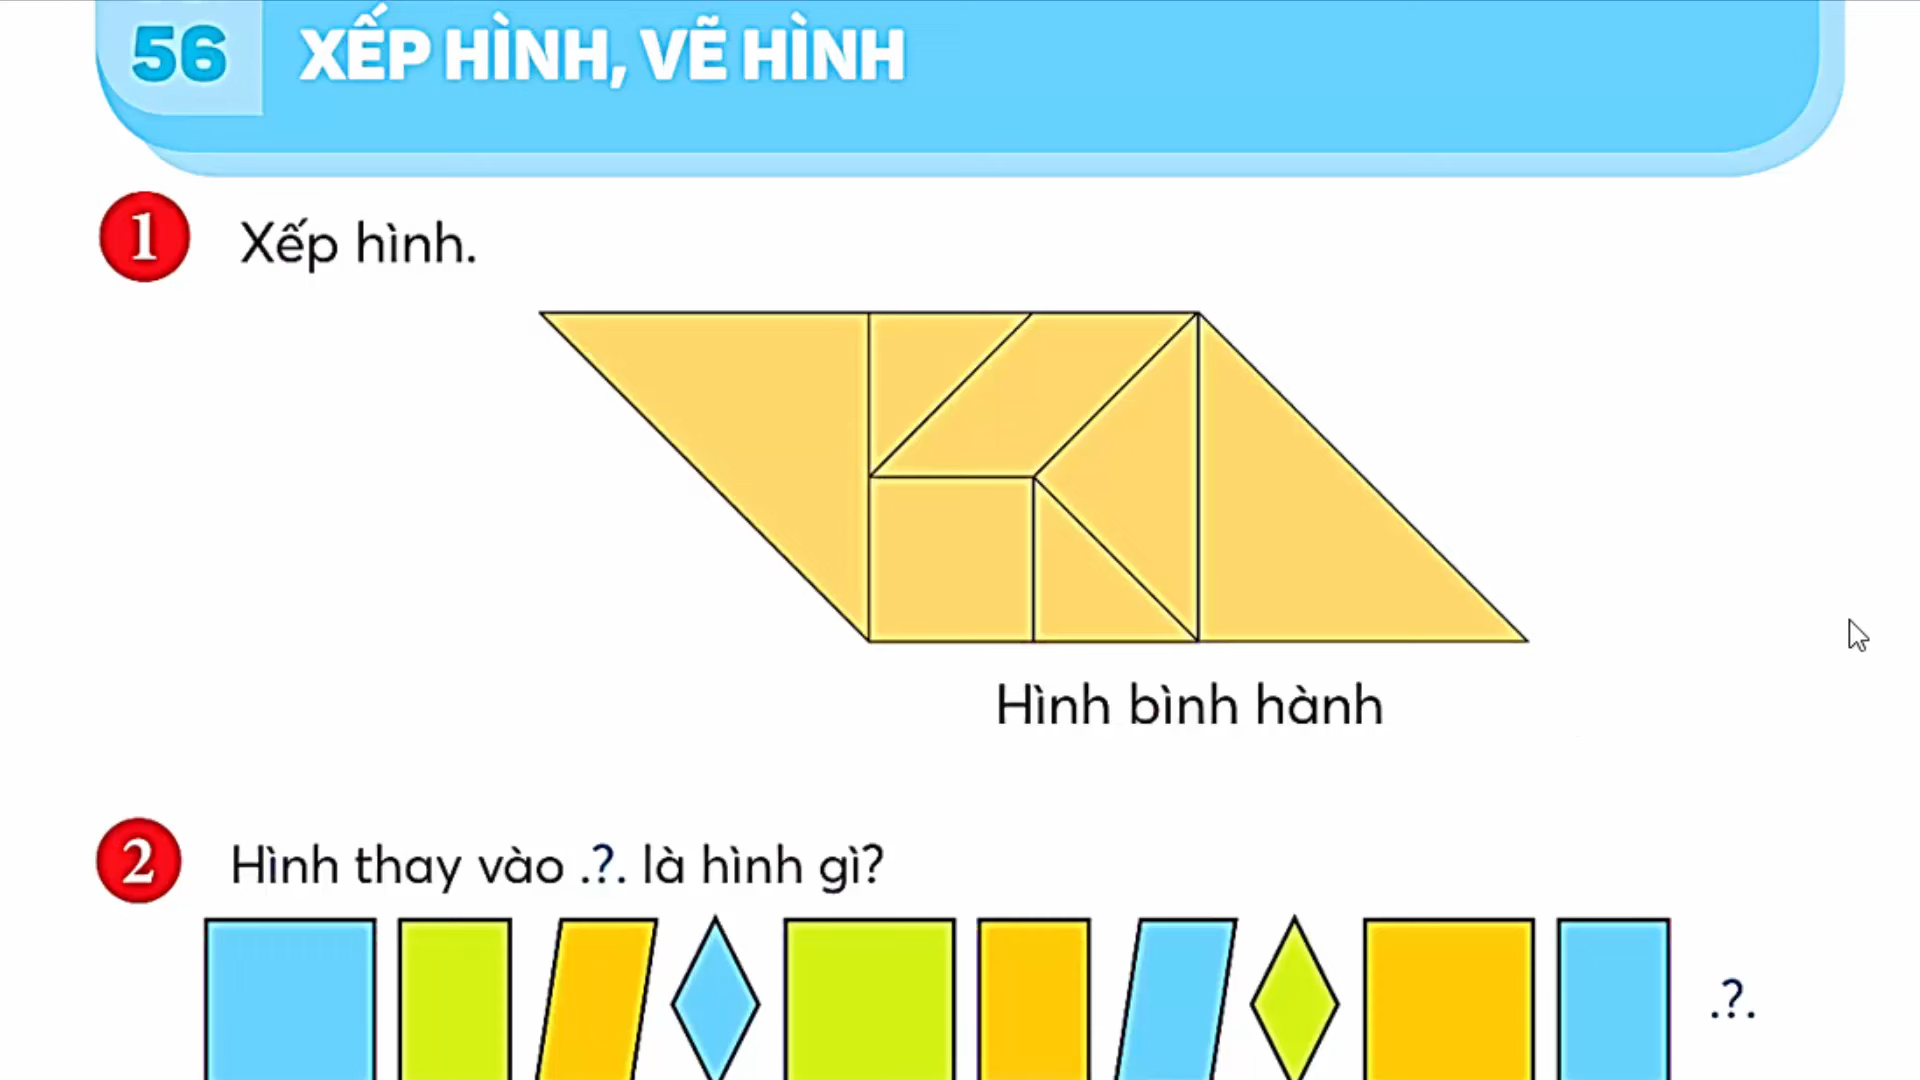 56 XẾP HÌNH, VẼ HÌNH
1 Xếp hình.
Hình bình hành
2 Hình thay vào .?. là hình gì?
.?.